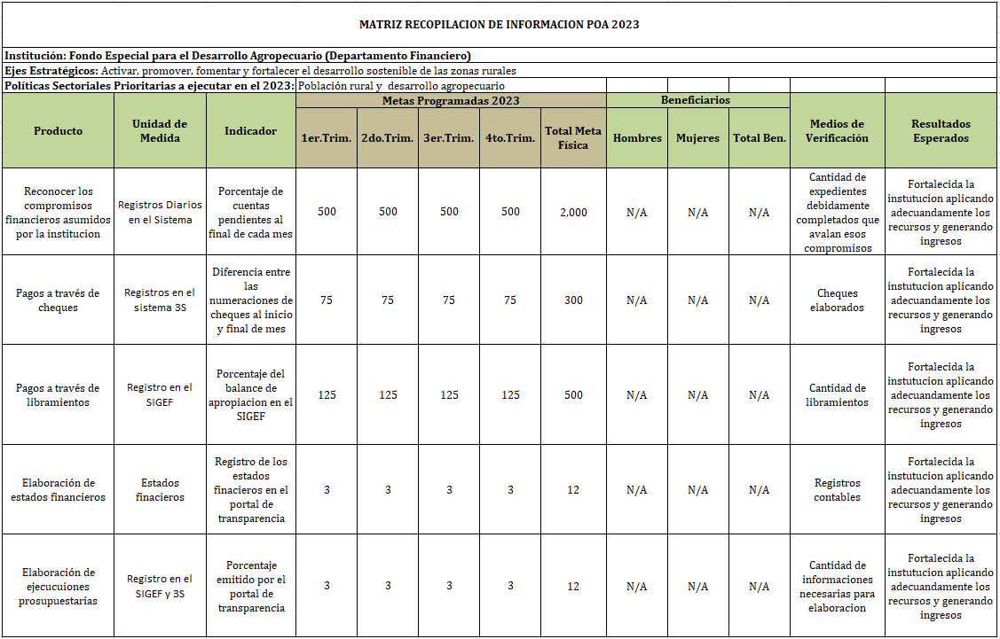 MATRIZ RECOPILACION DE INFORMACION POA 2023
Institución: Fondo Especial para el Desarrollo Agropecuario (Departamento Financiero)
Ejes Estratégicos: Activar, promover, fomentar y fortalecer el desarrollo sostenible de las zonas rurales
Políticas Sectoriales Prioritarias a ejecutar en el 2023: Población rural y desarrollo agropecuario
Producto
Unidad de
Medida
Indicador
Metas Programadas 2023
1er.Trim.
2do.Trim.
3er.Trim.
4to.Trim.
Total Meta
Física
Beneficiarios
Hombres
Mujeres
Total Ben.
Medios de
Verificación
Resultados
Esperados
Reconocer los
compromisos
financieros asumidos
por la institucion
Registros Diarios
en el Sistema
Porcentaje de
cuentas
pendientes al
final de cada mes
500
500
500
500
2,000
N/A
N/A
N/A
Cantidad de
expedientes
debidamente
completados que
avalan esos
compromisos
Fortalecida la
instutucion aplicando
adecuandamente los
recursos y generando
ingresos
Pagos a través de
cheques
Registros en el
sistema 3S
Diferencia entre
las
numeraciones de
cheques al inicio
y final de mes
75
75
75
75
300
N/A
N/A
N/A
Cheques
elaborados
Fortalecida la
instutucion aplicando
adecuandamente los
recursos y generando
ingresos
Pagos a través de
libramientos
Registro en el
SIGEF
Porcentaje del
balance de
apropiacion en el
SIGEF
125
125
125
125
500
N/A
N/A
N/A
Cantidad de
libramientos
Fortalecida la
instutucion aplicando
adecuandamente los
recursos y generando
ingresos
Elaboración de
estados financieros
Estados
finacieros
Registro de los
estados
finacieros en el
portal de
transparencia
3
3
3
3
12
N/A
N/A
N/A
Registros
contables
Fortalecida la
instutucion aplicando
adecuandamente los
recursos y generando
ingresos
Elaboración de
ejecucuiones
prosupuestarias
Registro en el
SIGEF y 3S
Porcentaje
emitido por el
portal de
transparencia
3
3
3
3
12
N/A
N/A
N/A
Cantidad de
informaciones
necesarias para
elaboracion
Fortalecida la
instutucion aplicando
adecuandamente los
recursos y generando
ingresos